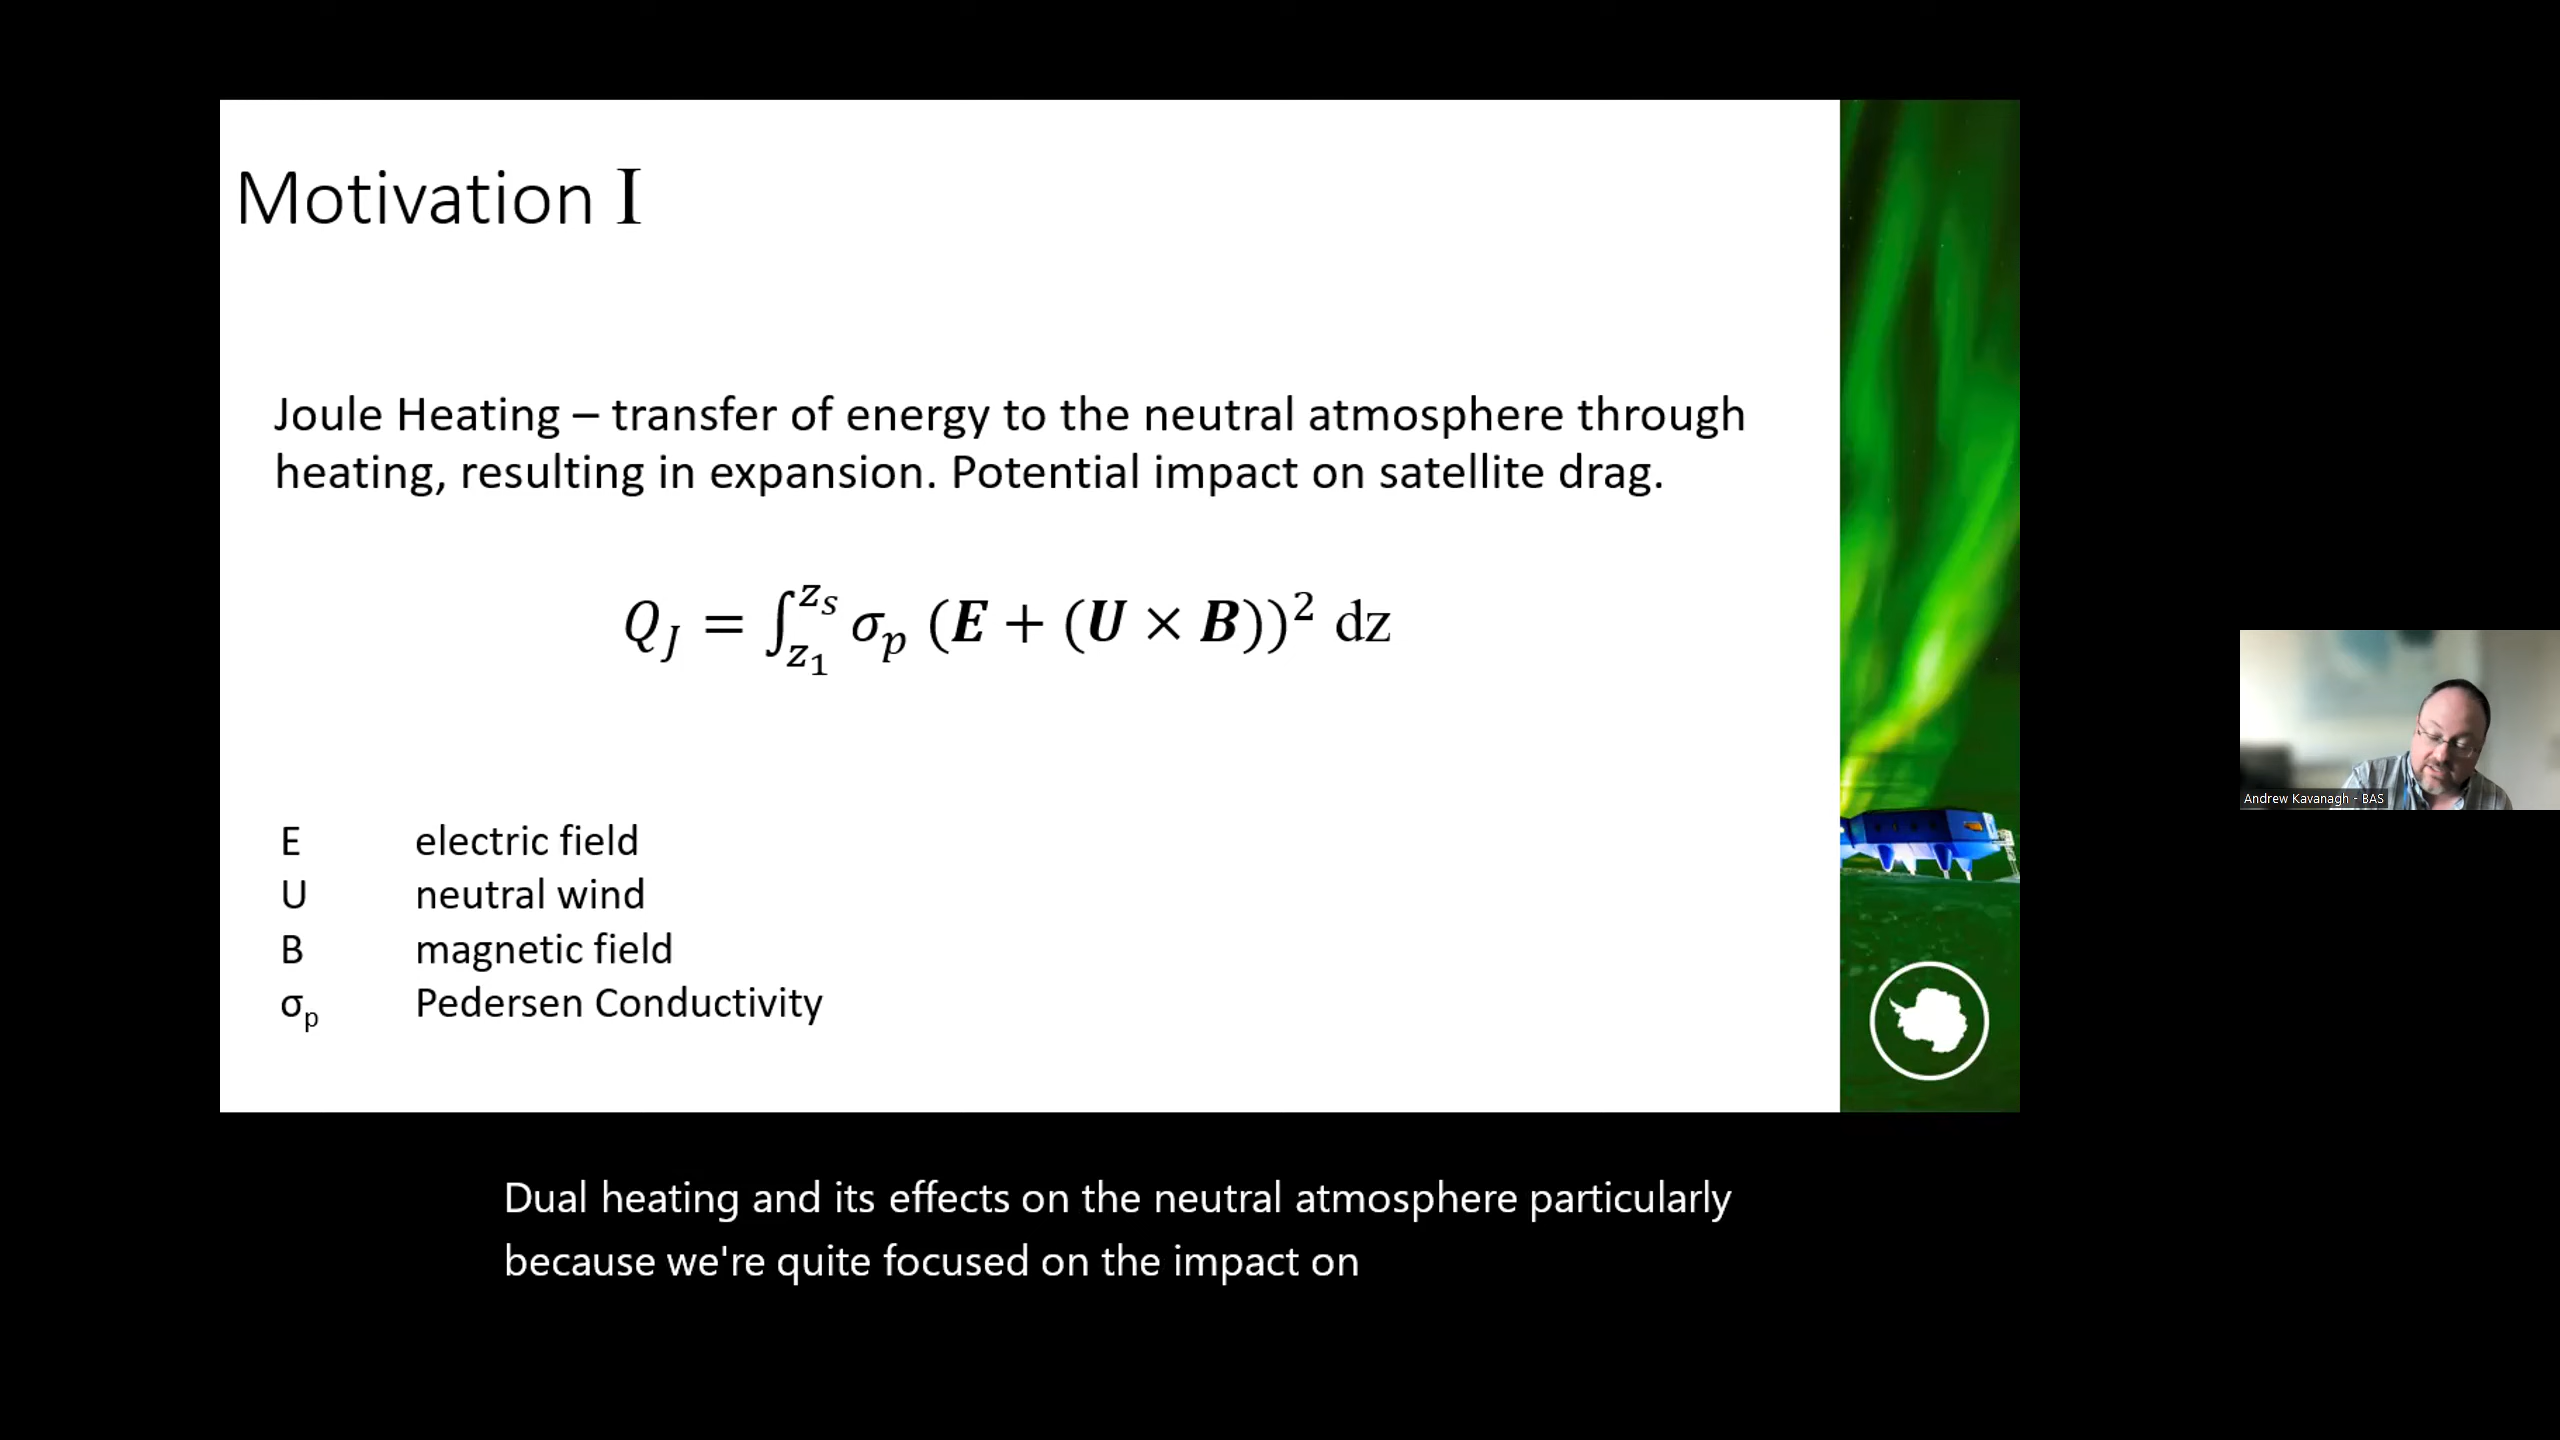 Motivation I
Joule Heating – transfer of energy to the neutral atmosphere through
heating, resulting in expansion. Potential impact on satellite drag.
Q_J = ∫_{z_1}^{z_s} σ_p (E + (U × B))² dz
E electric field
U neutral wind
B magnetic field
σ_p Pedersen Conductivity
Andrew Kavanagh - BAS
Dual heating and its effects on the neutral atmosphere particularly
because we're quite focused on the impact on